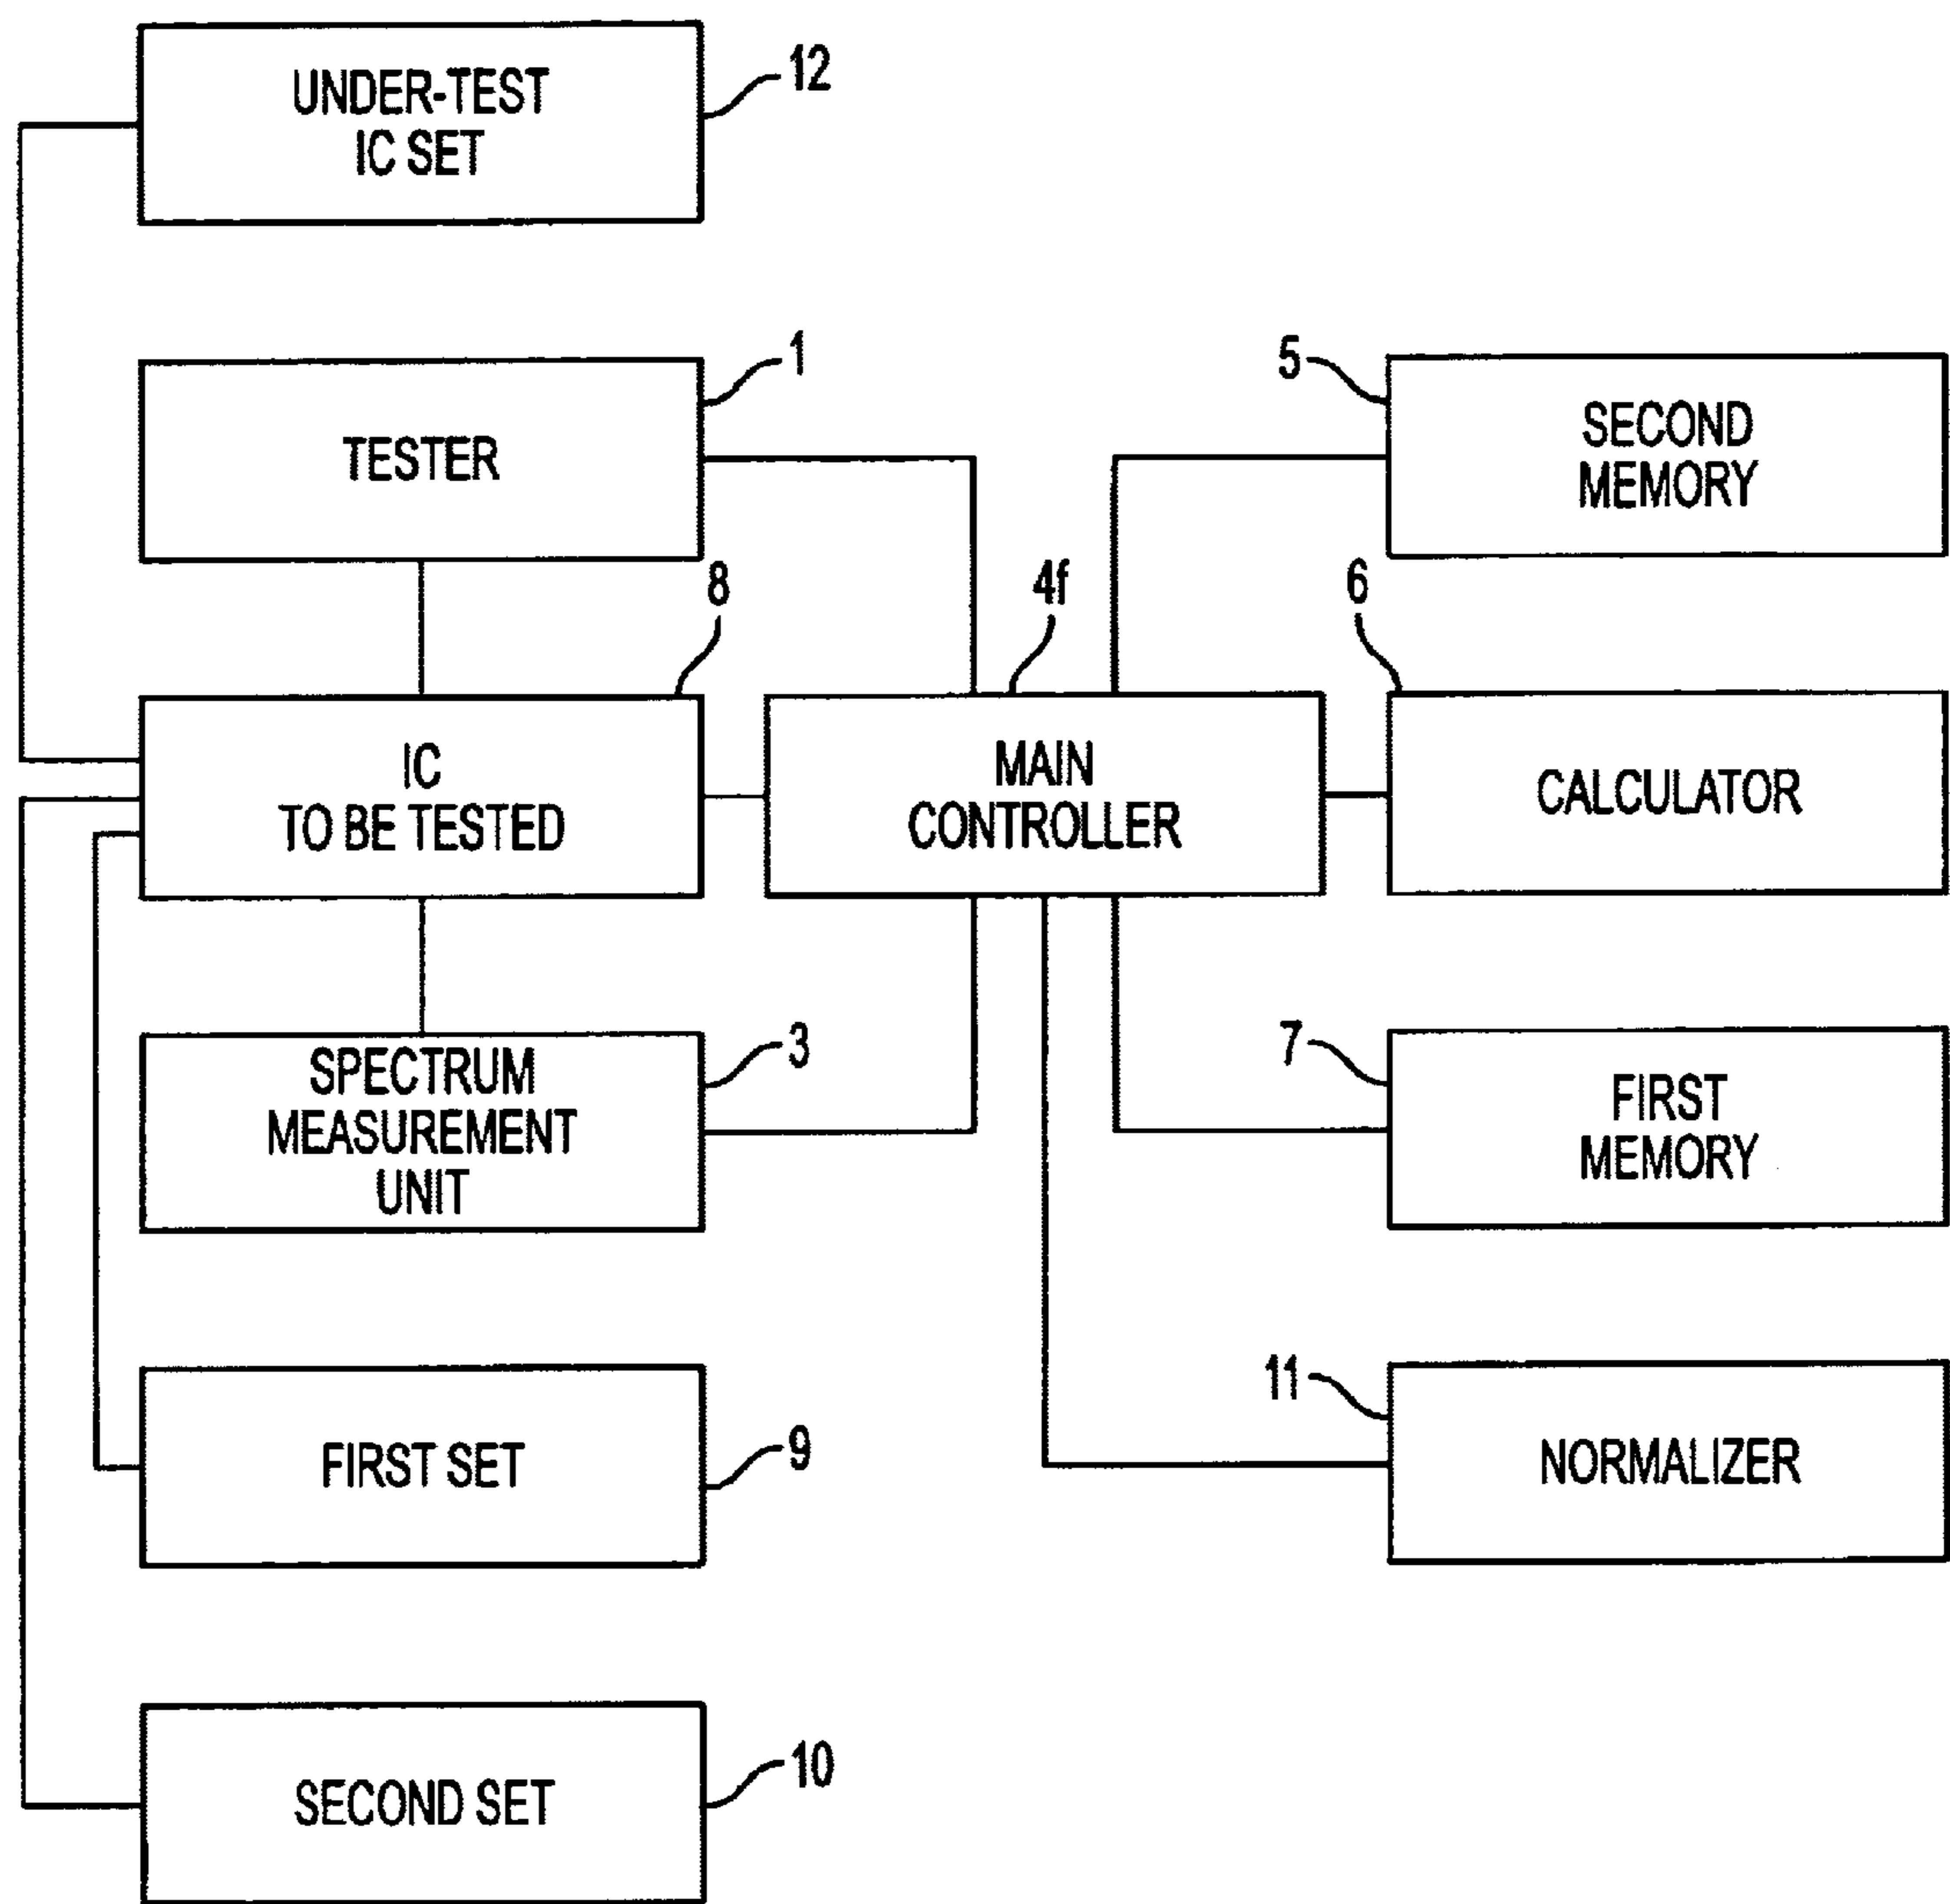 UNDER-TEST
IC SET
12
TESTER
1
5
SECOND
MEMORY
IC
TO BE TESTED
8
MAIN
CONTROLLER
4f
6
CALCULATOR
SPECTRUM
MEASUREMENT
UNIT
3
7
FIRST
MEMORY
FIRST SET
9
11
NORMALIZER
SECOND SET
10